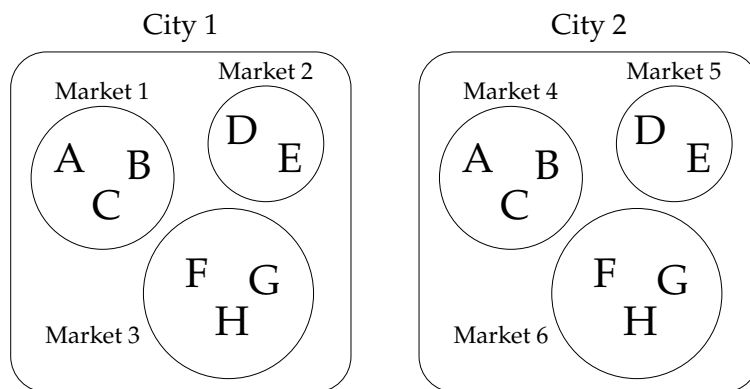 City 1
Market 1
Market 2
A B
C
D
E
F G
H
Market 3
City 2
Market 4
Market 5
A B
C
D
E
F G
H
Market 6